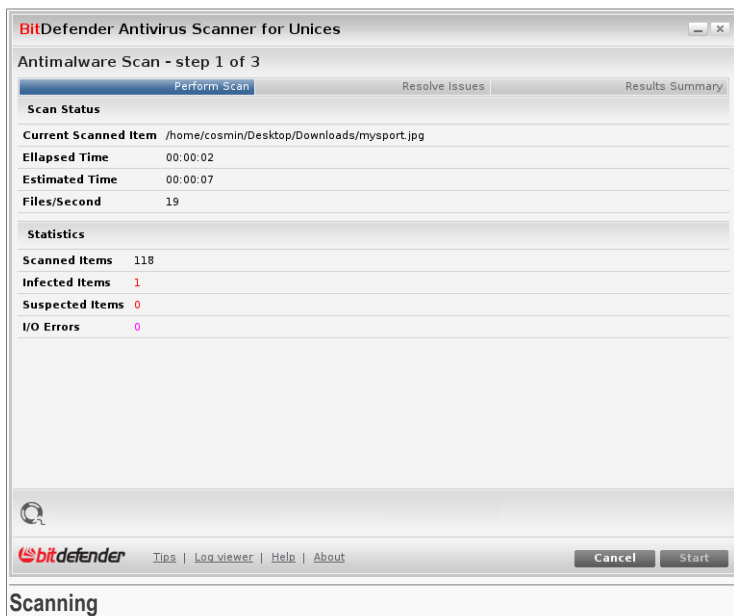 BitDefender Antivirus Scanner for Unices
Antimalware Scan - step 1 of 3
Perform Scan Resolve Issues Results Summary
Scan Status
Current Scanned Item /home/cosmin/Desktop/Downloads/mysport.jpg
Ellapsed Time 00:00:02
Estimated Time 00:00:07
Files/Second 19
Statistics
Scanned Items 118
Infected Items 1
Suspected Items 0
I/O Errors 0
bitdefender Tips | Log viewer | Help | About Cancel Start
Scanning